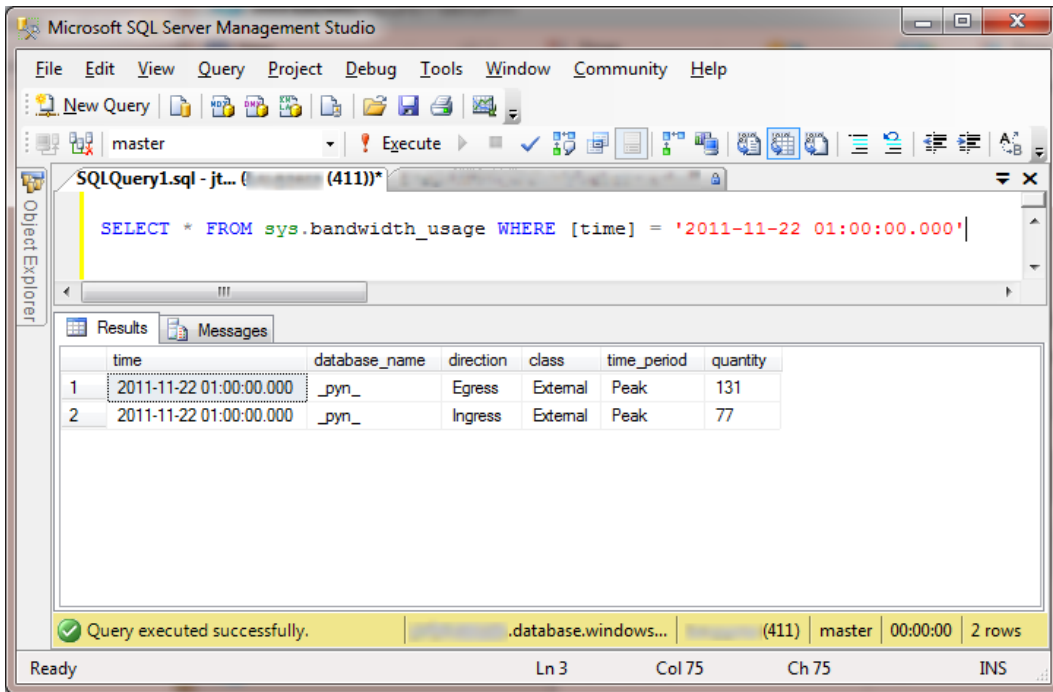 Microsoft SQL Server Management Studio
File Edit View Query Project Debug Tools Window Community Help
New Query
master Execute
SQLQuery1.sql - jt... ( (411))*
Object Explorer
SELECT * FROM sys.bandwidth_usage WHERE [time] = '2011-11-22 01:00:00.000'
Results Messages
time database_name direction class time_period quantity
1 2011-11-22 01:00:00.000 _pyn_ Egress External Peak 131
2 2011-11-22 01:00:00.000 _pyn_ Ingress External Peak 77
Query executed successfully. .database.windows... (411) master 00:00:00 2 rows
Ready Ln 3 Col 75 Ch 75 INS